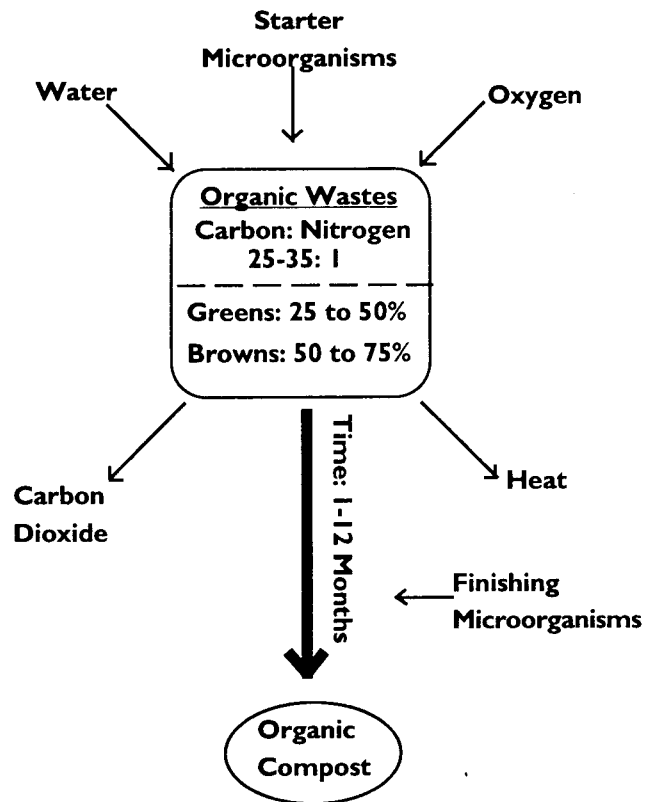 Starter
Microorganisms
Water
Oxygen
Organic Wastes
Carbon: Nitrogen
25-35: 1
Greens: 25 to 50%
Browns: 50 to 75%
Time: 1-12 Months
Carbon
Dioxide
Heat
Finishing
Microorganisms
Organic
Compost